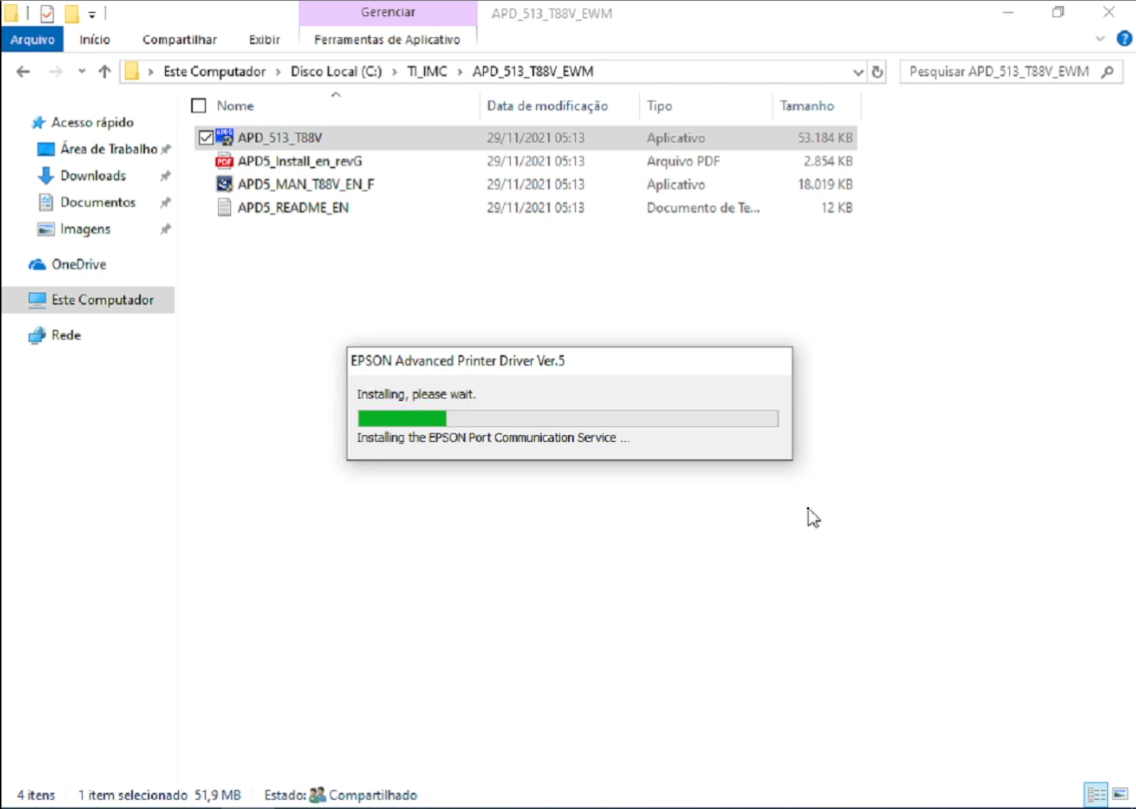 Gerenciar
APD_513_T88V_EWM
Arquivo Início Compartilhar Exibir Ferramentas de Aplicativo
Este Computador > Disco Local (C:) > TI_IMC > APD_513_T88V_EWM
Pesquisar APD_513_T88V_EWM
Nome Data de modificação Tipo Tamanho
Acesso rápido
Área de Trabalho
Downloads
Documentos
Imagens
OneDrive
Este Computador
Rede
APD_513_T88V 29/11/2021 05:13 Aplicativo 53.184 KB
APD5_Install_en_revG 29/11/2021 05:13 Arquivo PDF 2.854 KB
APD5_MAN_T88V_EN_F 29/11/2021 05:13 Aplicativo 18.019 KB
APD5_README_EN 29/11/2021 05:13 Documento de Te... 12 KB
EPSON Advanced Printer Driver Ver.5
Installing, please wait.
Installing the EPSON Port Communication Service ...
4 itens 1 item selecionado 51,9 MB Estado: Compartilhado